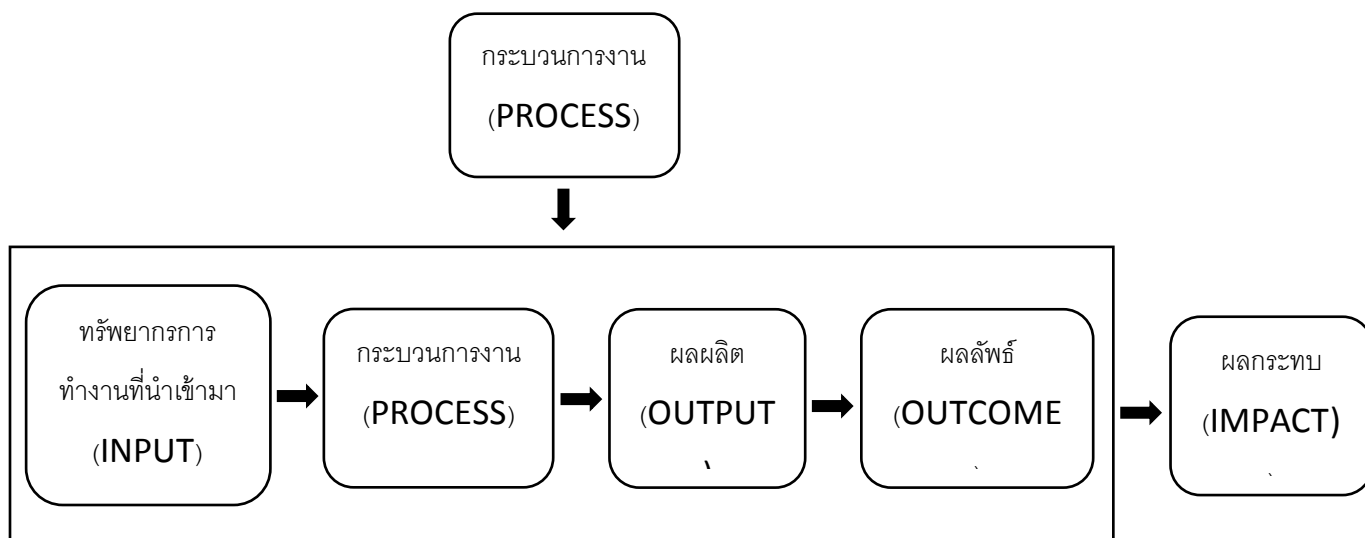 กระบวนการงาน
(PROCESS)
ทรัพยากรการ
ทำงานที่นำเข้ามา
(INPUT)
กระบวนการงาน
(PROCESS)
ผลผลิต
(OUTPUT
)
ผลลัพธ์
(OUTCOME
ผลกระทบ
(IMPACT)